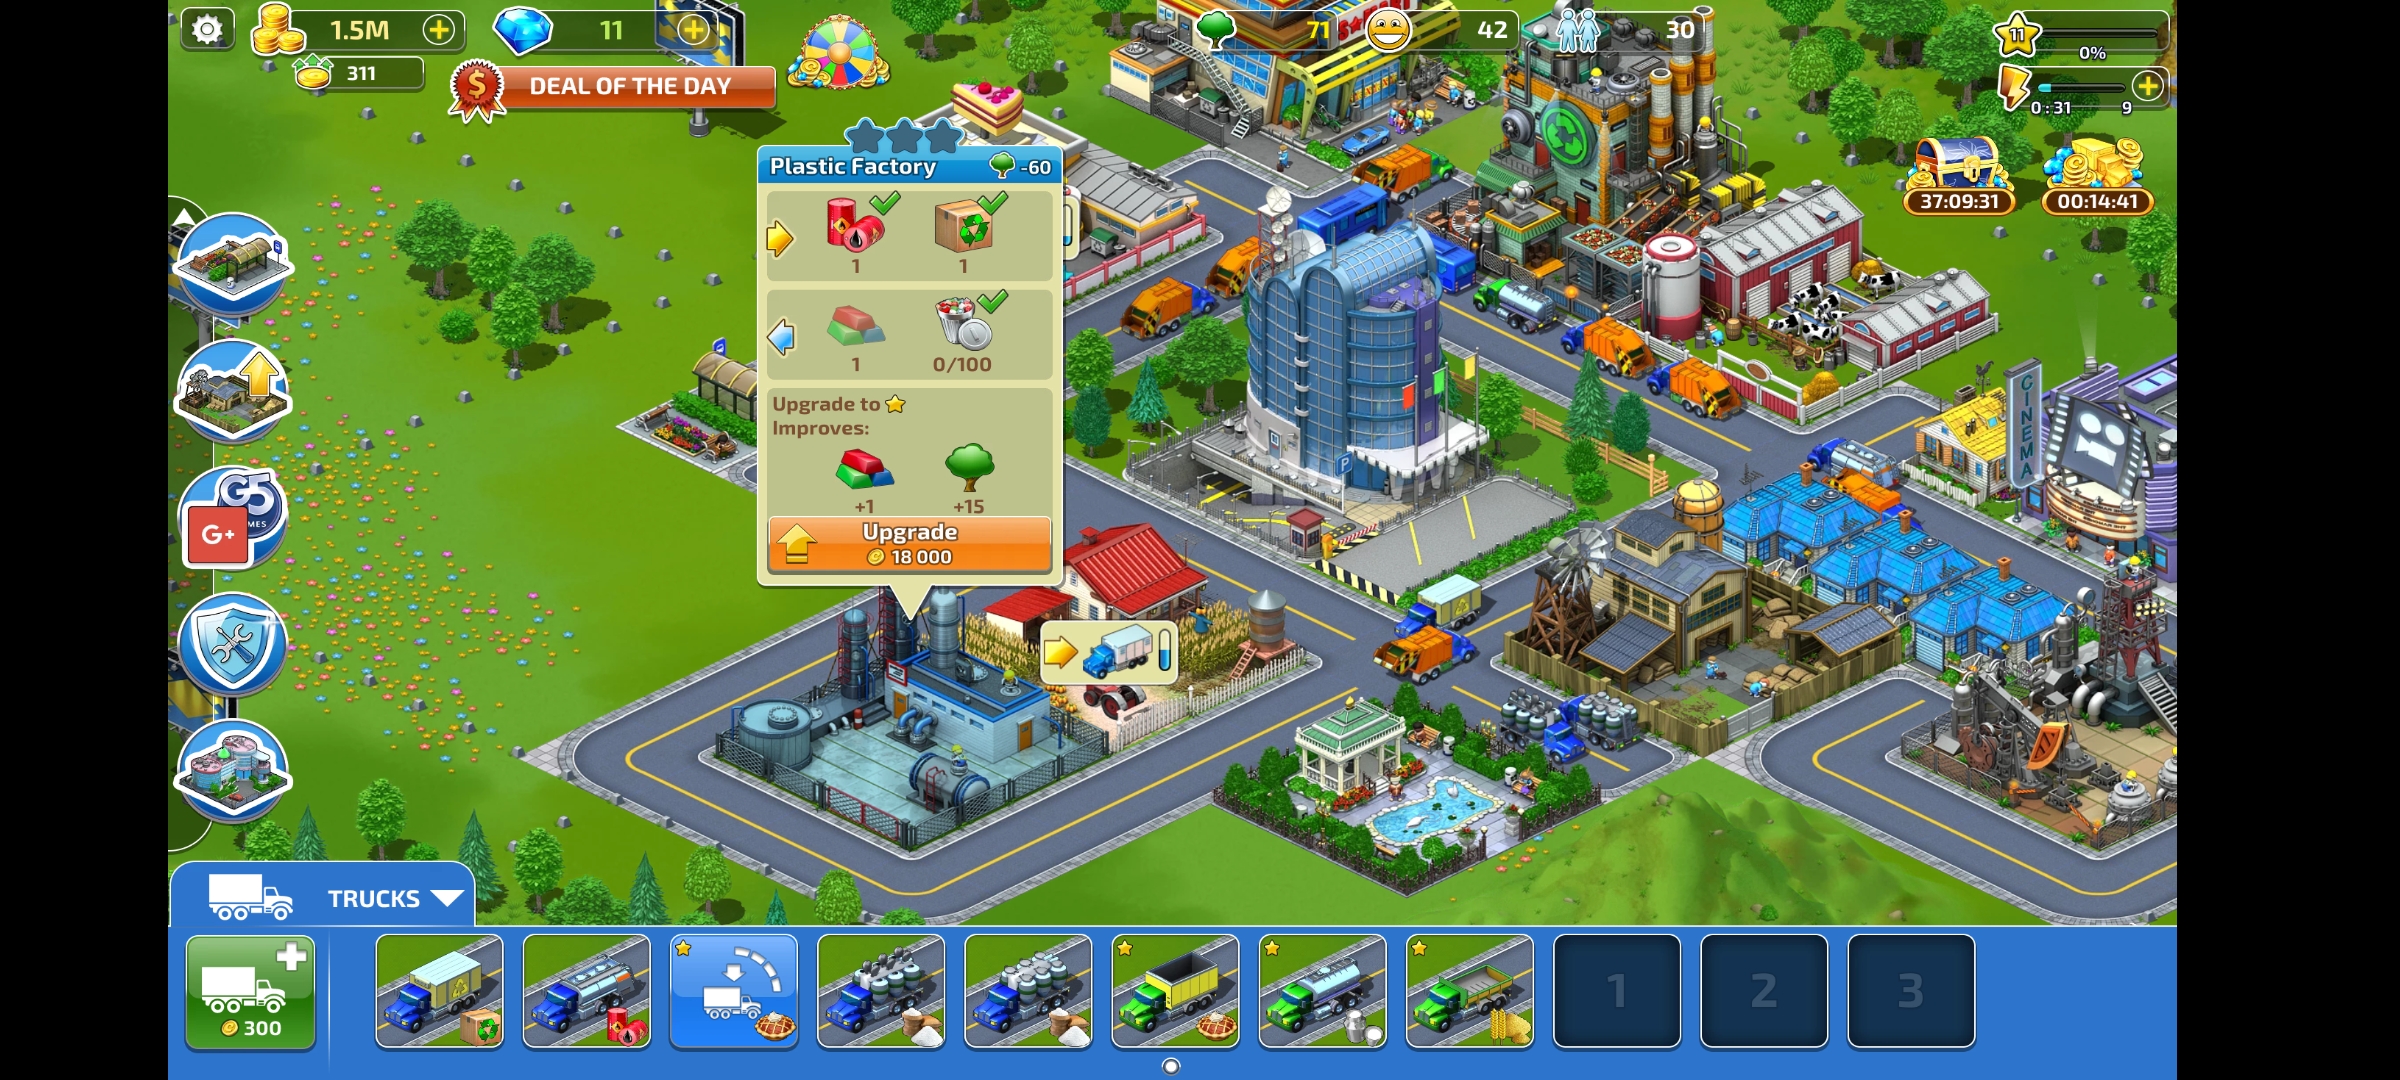 1.5M
11
71
42
30
11
0%
311
DEAL OF THE DAY
0:31
9
37:09:31
00:14:41
Plastic Factory
-60
1
1
1
0/100
Upgrade to
Improves:
+1
+15
Upgrade
18 000
G5
G+
CINEMA
P
TRUCKS
300
1
2
3